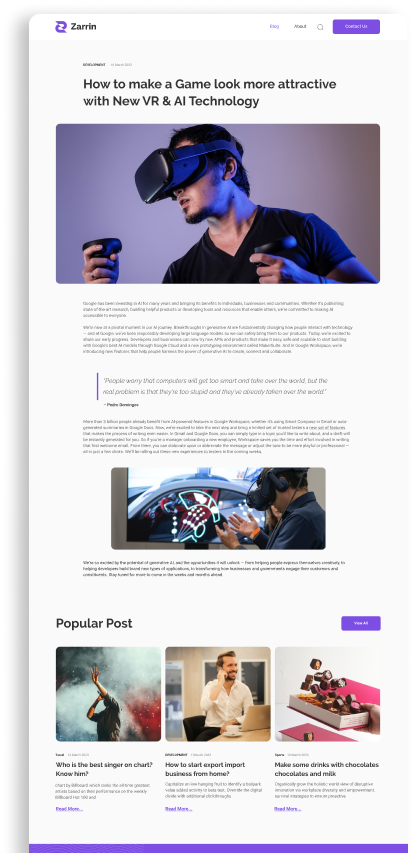 Zarrin
Blog About Contact Us
DEVELOPMENT 16 March 2023
How to make a Game look more attractive
with New VR & AI Technology
Google has been investing in AI for many years and bringing its benefits to individuals, businesses and communities. Whether it's publishing
state-of-the-art research, building helpful products or developing tools and resources that enable others, we're committed to making AI
accessible to everyone.
We're now at a pivotal moment in our AI journey. Breakthroughs in generative AI are fundamentally changing how people interact with technology
— and at Google, we've been responsibly developing large language models so we can safely bring them to our products. Today, we're excited to
share our early progress. Developers and businesses can now try new APIs and products that make it easy, safe and scalable to start building
with Google's best AI models through Google Cloud and a new prototyping environment called MakerSuite. And in Google Workspace, we're
introducing new features that help people harness the power of generative AI to create, connect and collaborate.
"People worry that computers will get too smart and take over the world, but the
real problem is that they're too stupid and they've already taken over the world."
– Pedro Domingos
More than 3 billion people already benefit from AI-powered features in Google Workspace, whether it's using Smart Compose in Gmail or auto-
generated summaries in Google Docs. Now, we're excited to take the next step and bring a limited set of trusted testers a new set of features
that makes the process of writing even easier. In Gmail and Google Docs, you can simply type in a topic you'd like to write about, and a draft will
be instantly generated for you. So if you're a manager onboarding a new employee, Workspace saves you the time and effort involved in writing
that first welcome email. From there, you can elaborate upon or abbreviate the message or adjust the tone to be more playful or professional —
all in just a few clicks. We'll be rolling out these new experiences to testers in the coming weeks.
We're so excited by the potential of generative AI, and the opportunities it will unlock — from helping people express themselves creatively, to
helping developers build brand new types of applications, to transforming how businesses and governments engage their customers and
constituents. Stay tuned for more to come in the weeks and months ahead.
Popular Post View All
Travel 13 March 2023
Who is the best singer on chart?
Know him?
chart by Billboard which ranks the all-time greatest
artists based on their performance on the weekly
Billboard Hot 100 and
Read More...
DEVELOPMENT 11 March 2023
How to start export import
business from home?
Capitalize on low hanging fruit to identify a ballpark
value added activity to beta test. Override the digital
divide with additional clickthroughs
Read More...
Sports
Make some drinks with chocolates
chocolates and milk
Organically grow the holistic world view of disruptive
innovation via workplace diversity and empowerment.
survival strategies to ensure proactive
Read More...